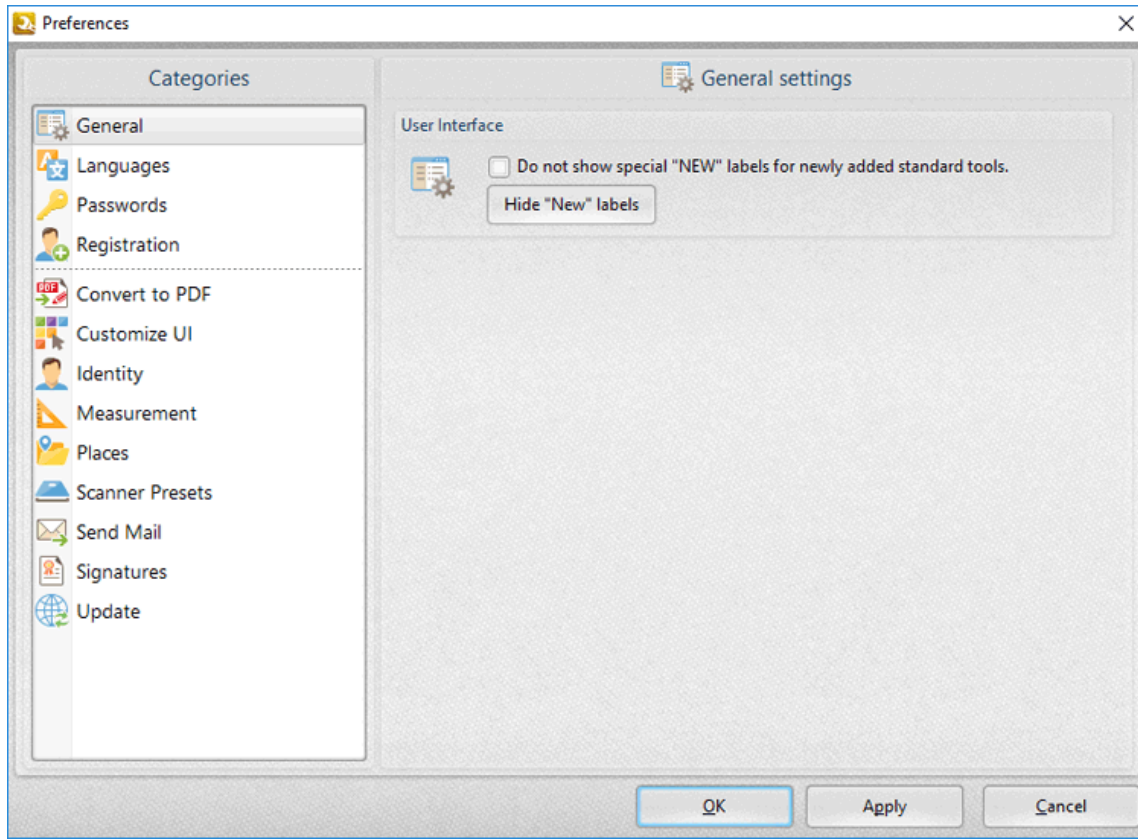 Preferences
Categories
General
Languages
Passwords
Registration
Convert to PDF
Customize UI
Identity
Measurement
Places
Scanner Presets
Send Mail
Signatures
Update
General settings
User Interface
Do not show special "NEW" labels for newly added standard tools.
Hide "New" labels
OK
Apply
Cancel